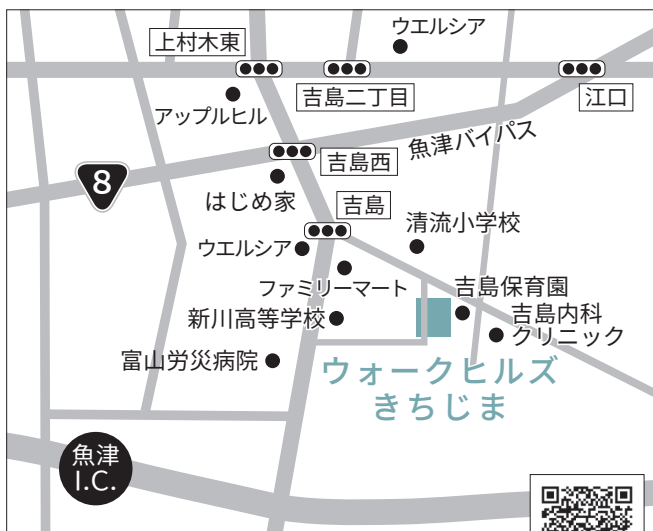 ウエルシア
上村木東
吉島二丁目
江口
アップルヒル
魚津バイパス
吉島西
8
はじめ家
吉島
清流小学校
ウエルシア
ファミリーマート
吉島保育園
新川高等学校
吉島内科
クリニック
富山労災病院
ウォークヒルズ
きちじま
魚津
I.C.